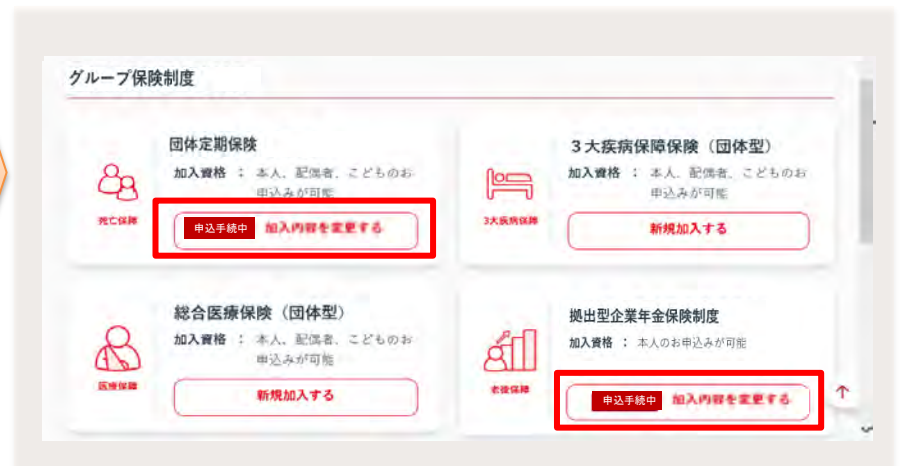 グループ保険制度
団体定期保険
加入資格 ： 本人、配偶者、こどものお
申込みが可能
死亡保障
申込手続中 加入内容を変更する
3大疾病保障保険（団体型）
加入資格 ： 本人、配偶者、こどものお
申込みが可能
3大疾病保障
新規加入する
総合医療保険（団体型）
加入資格 ： 本人、配偶者、こどものお
申込みが可能
医療保障
新規加入する
拠出型企業年金保険制度
加入資格 ： 本人のお申込みが可能
老後保障
申込手続中 加入内容を変更する